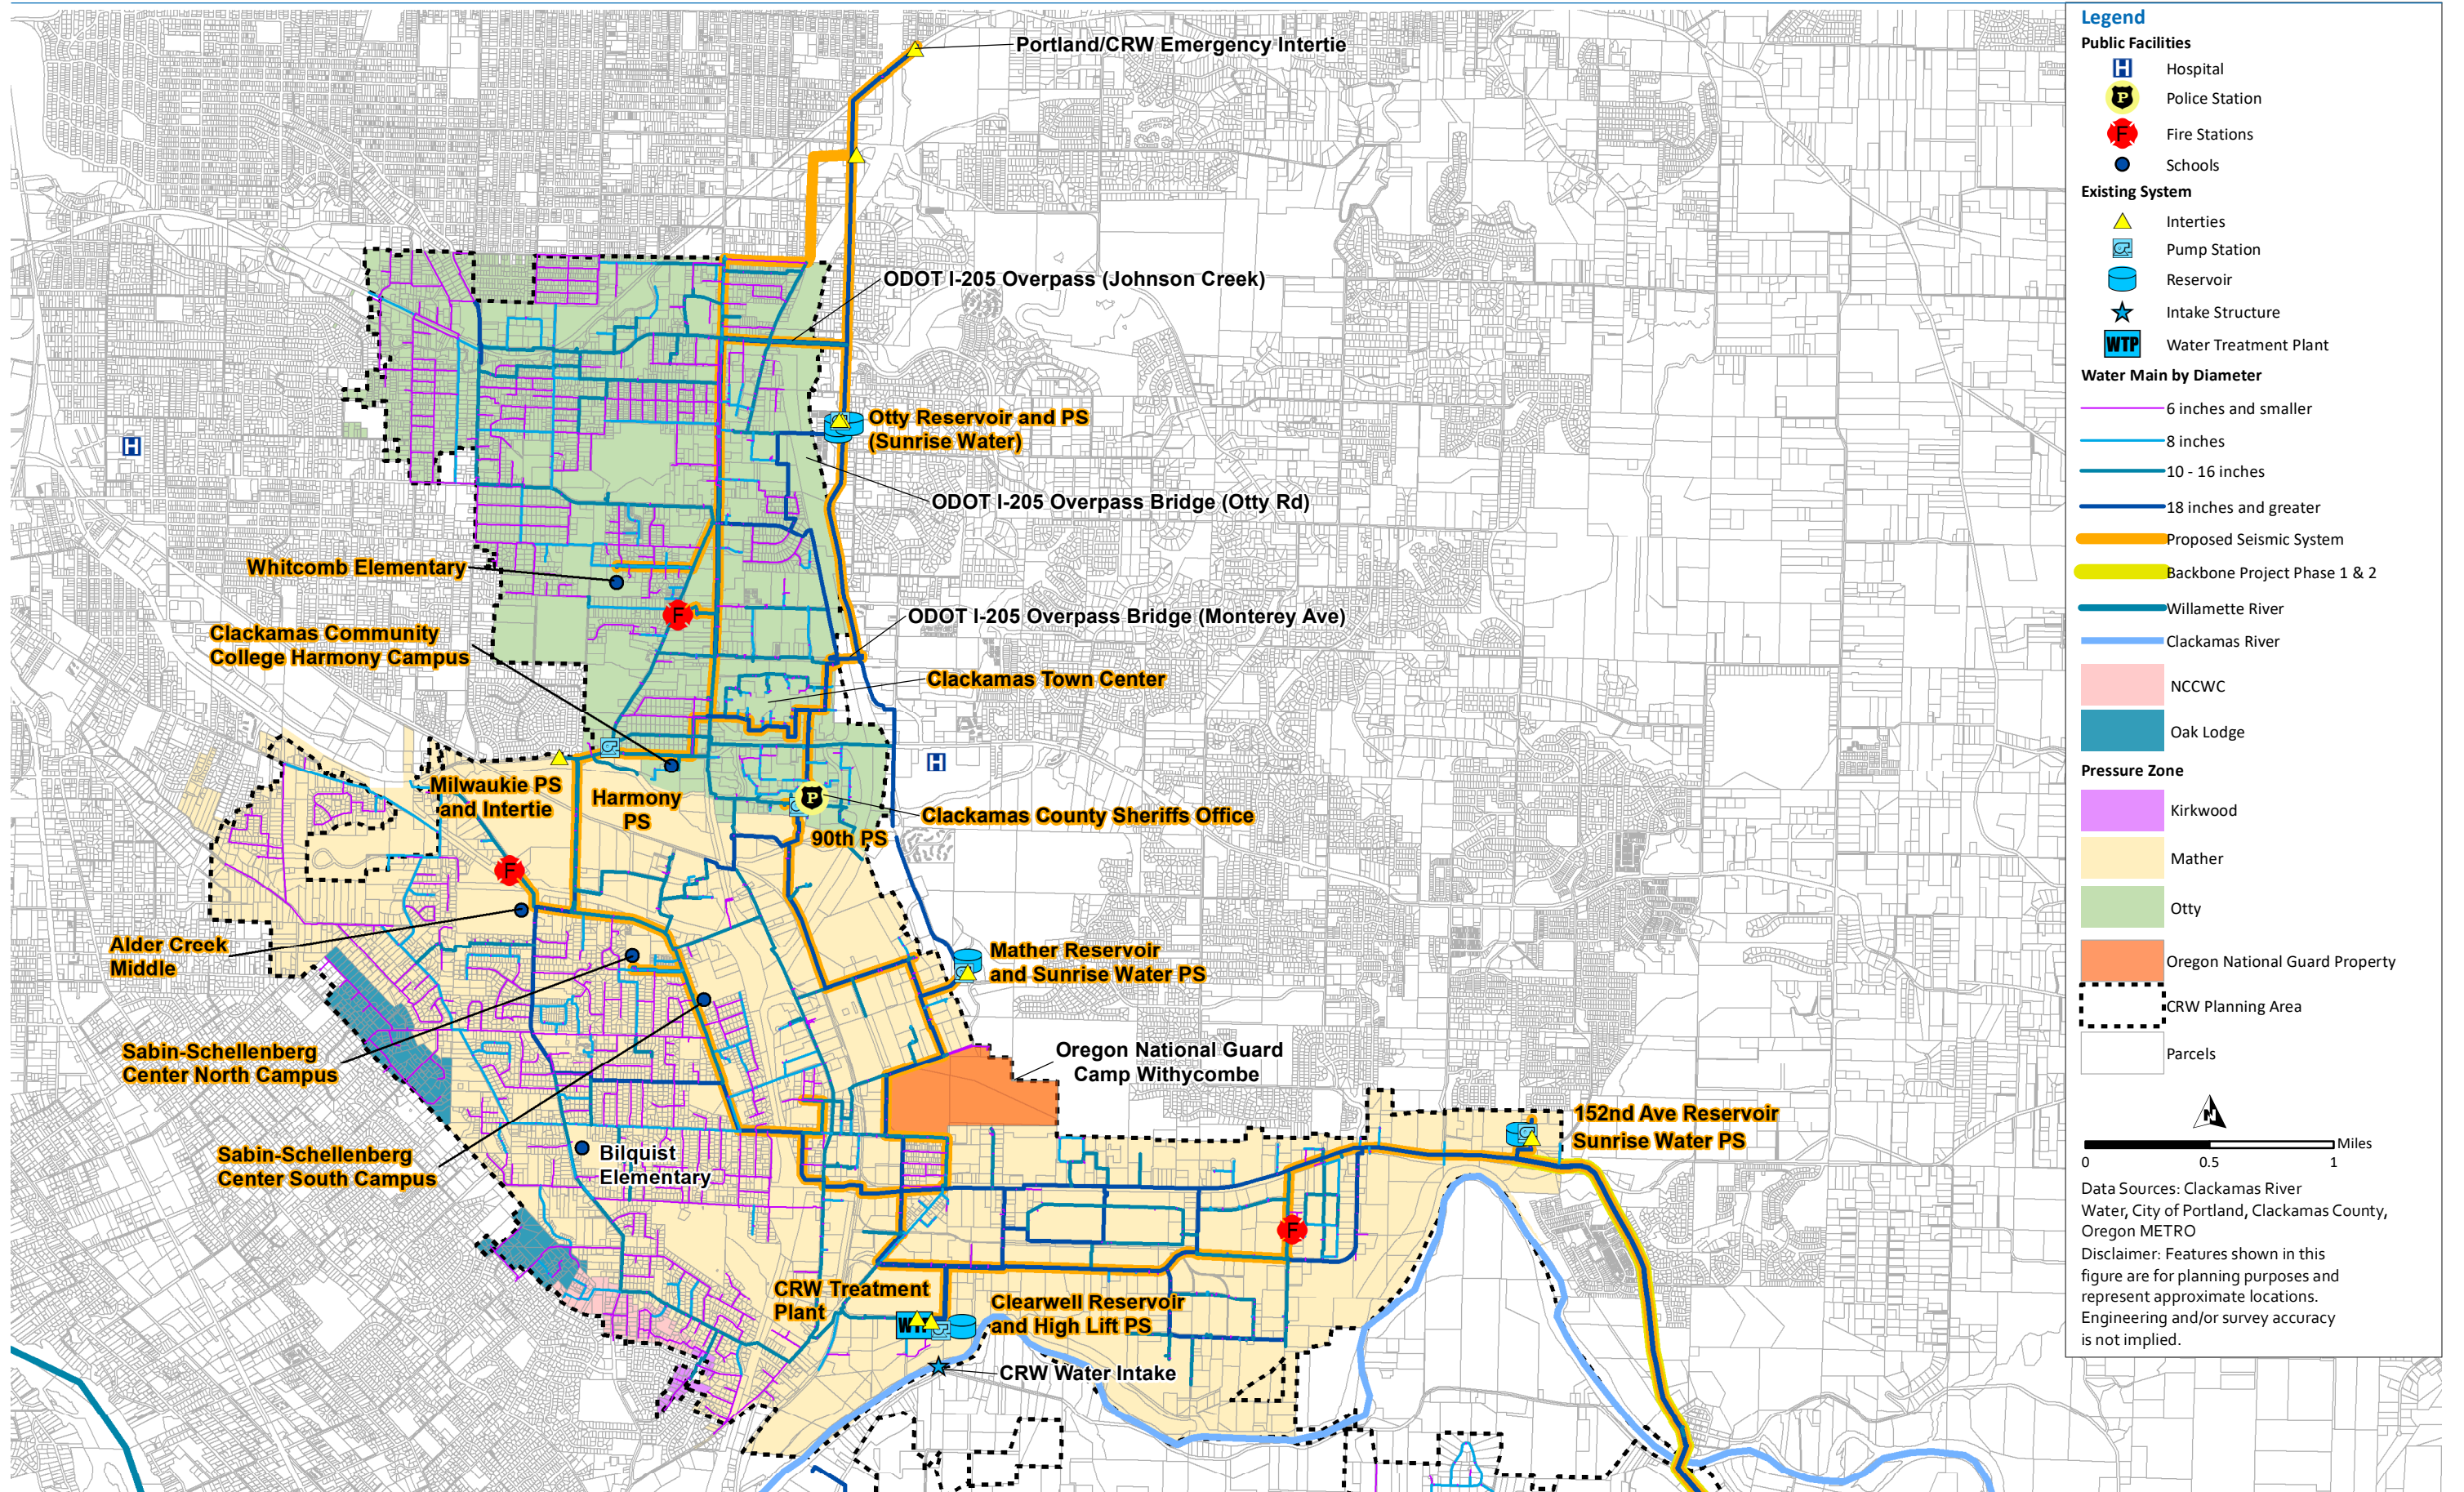 Portland/CRW Emergency Intertie
ODOT I-205 Overpass (Johnson Creek)
Otty Reservoir and PS
(Sunrise Water)
H
ODOT I-205 Overpass Bridge (Otty Rd)
Whitcomb Elementary
F
ODOT I-205 Overpass Bridge (Monterey Ave)
Clackamas Community
College Harmony Campus
Clackamas Town Center
H
Milwaukie PS
and Intertie
Harmony
PS
P
Clackamas County Sheriffs Office
90th PS
F
Alder Creek
Middle
Mather Reservoir
and Sunrise Water PS
Sabin-Schellenberg
Center North Campus
Oregon National Guard
Camp Withycombe
152nd Ave Reservoir
Sunrise Water PS
Sabin-Schellenberg
Center South Campus
Bilquist
Elementary
F
CRW Treatment
Plant
WTP
Clearwell Reservoir
and High Lift PS
CRW Water Intake
Legend
Public Facilities
H Hospital
P Police Station
F Fire Stations
Schools
Existing System
Interties
Pump Station
Reservoir
Intake Structure
WTP Water Treatment Plant
Water Main by Diameter
6 inches and smaller
8 inches
10 - 16 inches
18 inches and greater
Proposed Seismic System
Backbone Project Phase 1 & 2
Willamette River
Clackamas River
NCCWC
Oak Lodge
Pressure Zone
Kirkwood
Mather
Otty
Oregon National Guard Property
CRW Planning Area
Parcels
N
Miles
0 0.5 1
Data Sources: Clackamas River
Water, City of Portland, Clackamas County,
Oregon METRO
Disclaimer: Features shown in this
figure are for planning purposes and
represent approximate locations.
Engineering and/or survey accuracy
is not implied.